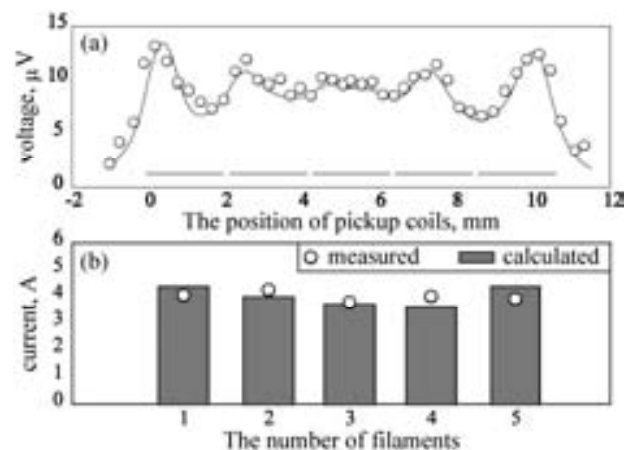 (a)
voltage, μV
15
10
5
0
-2 0 2 4 6 8 10 12
The position of pickup coils, mm
(b)
measured calculated
current, A
6
5
4
3
2
1
0
1 2 3 4 5
The number of filaments